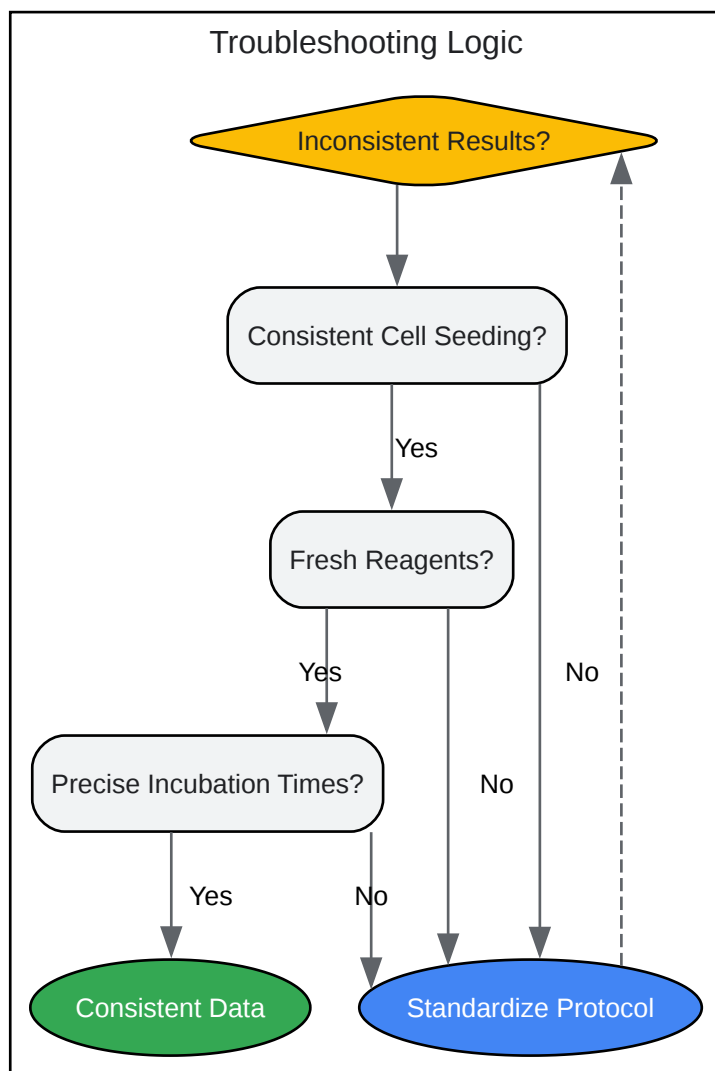 Troubleshooting Logic
Inconsistent Results?
Consistent Cell Seeding?
Yes
Fresh Reagents?
Yes
No
Precise Incubation Times?
No
Yes
No
Consistent Data
Standardize Protocol